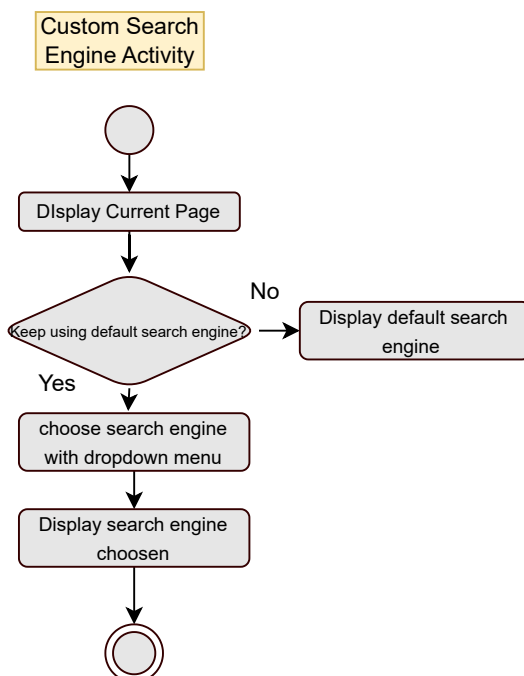 Custom Search
Engine Activity
DIsplay Current Page
Keep using default search engine?
No
Display default search
engine
Yes
choose search engine
with dropdown menu
Display search engine
choosen